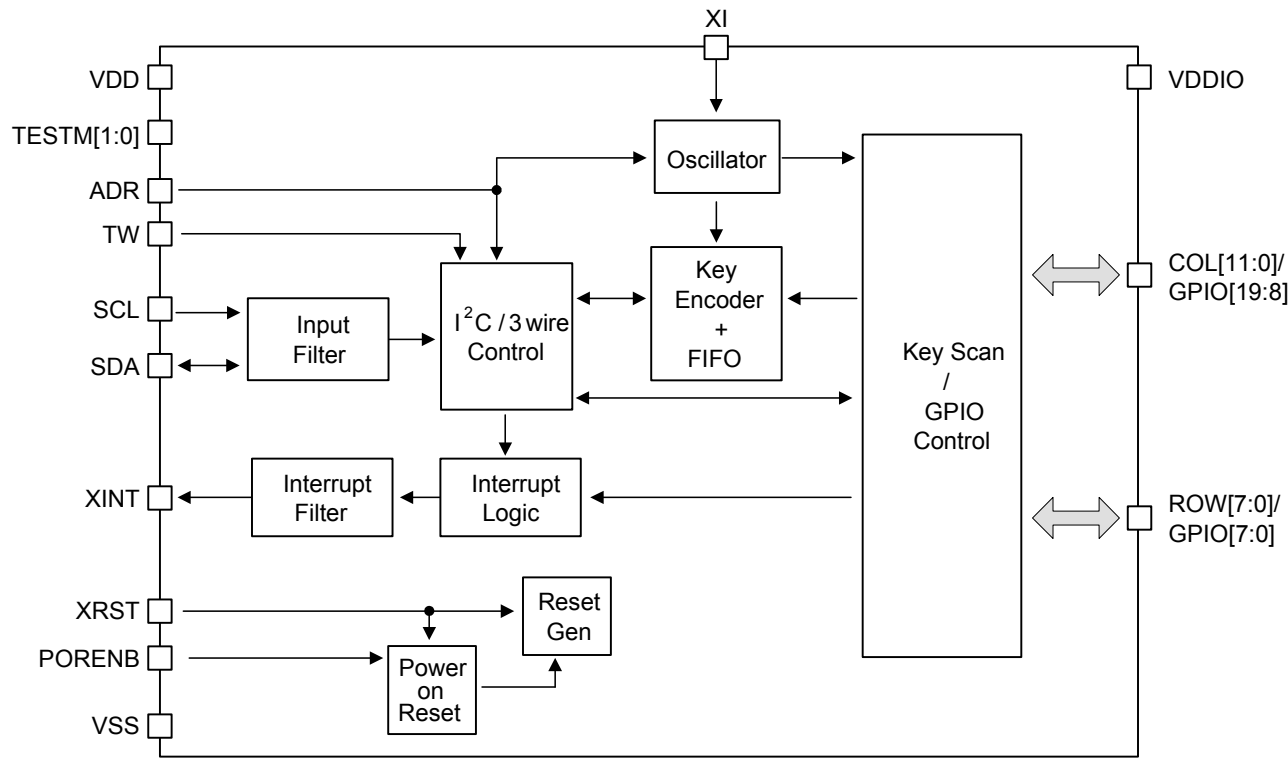 XI
VDD
VDDIO
TESTM[1:0]
Oscillator
ADR
TW
Key
Encoder
+
FIFO
COL[11:0]/
GPIO[19:8]
SCL
Input
Filter
I²C / 3 wire
Control
SDA
Key Scan
/
GPIO
Control
XINT
Interrupt
Filter
Interrupt
Logic
ROW[7:0]/
GPIO[7:0]
XRST
Reset
Gen
PORENB
Power
on
Reset
VSS